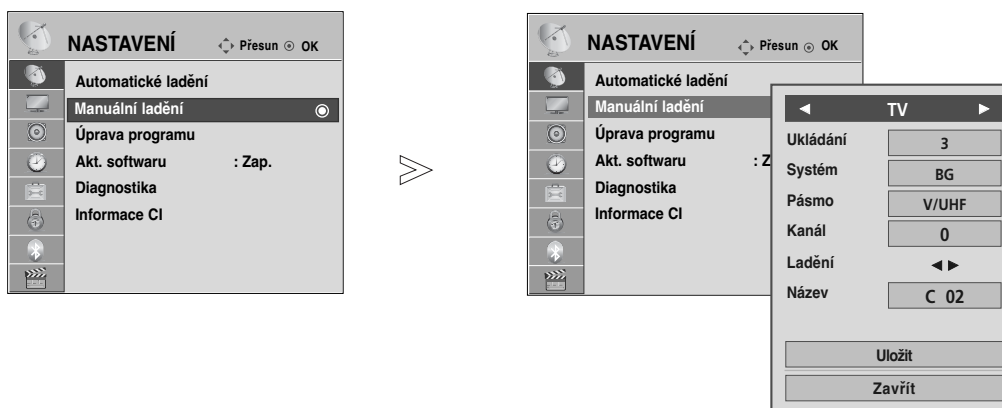 NASTAVENÍ Přesun OK
Automatické ladění
Manuální ladění
Úprava programu
Akt. softwaru : Zap.
Diagnostika
Informace CI
NASTAVENÍ Přesun OK
Automatické ladění
Manuální ladění
Úprava programu
Akt. softwaru : Z
Diagnostika
Informace CI
◄ TV ►
Ukládání 3
Systém BG
Pásmo V/UHF
Kanál 0
Ladění ◄ ►
Název C 02
Uložit
Zavřít